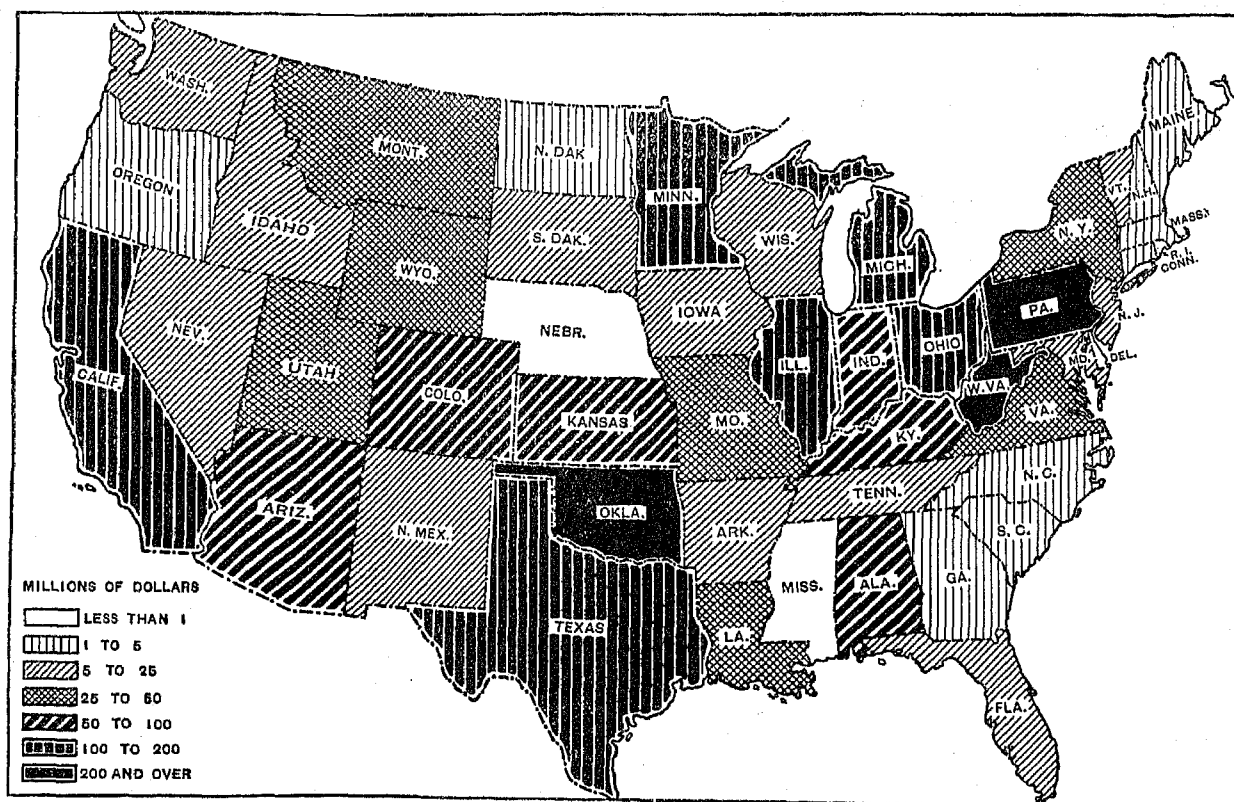 WASH.
MONT.
N. DAK
MINN.
MAINE
OREGON
IDAHO
S. DAK.
WIS.
MICH.
VT.
N.H.
N. Y.
MASS.
R. I.
CONN.
WYO.
NEV.
UTAH
NEBR.
IOWA
ILL.
IND.
OHIO
PA.
N. J.
MD.
DEL.
W.VA.
VA.
CALIF.
COLO.
KANSAS
MO.
KY.
ARIZ.
N. MEX.
OKLA.
ARK.
TENN.
N. C.
S. C.
TEXAS
LA.
MISS.
ALA.
GA.
FLA.
MILLIONS OF DOLLARS
LESS THAN 1
1 TO 5
5 TO 25
25 TO 50
50 TO 100
100 TO 200
200 AND OVER